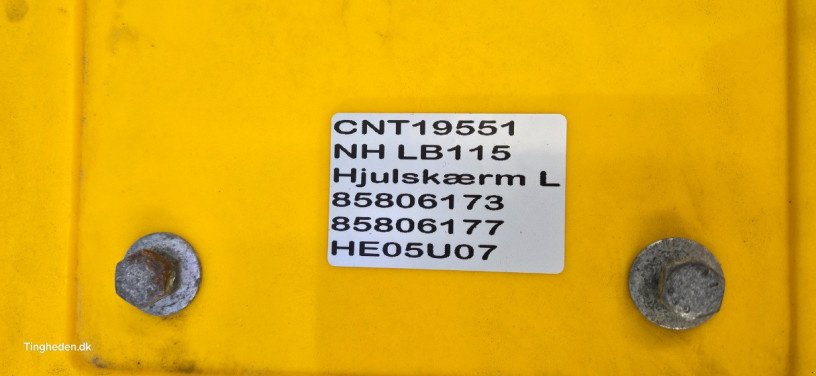 CNT19551
NH LB115
Hjulskærm L
85806173
85806177
HE05U07
Tingheden.dk